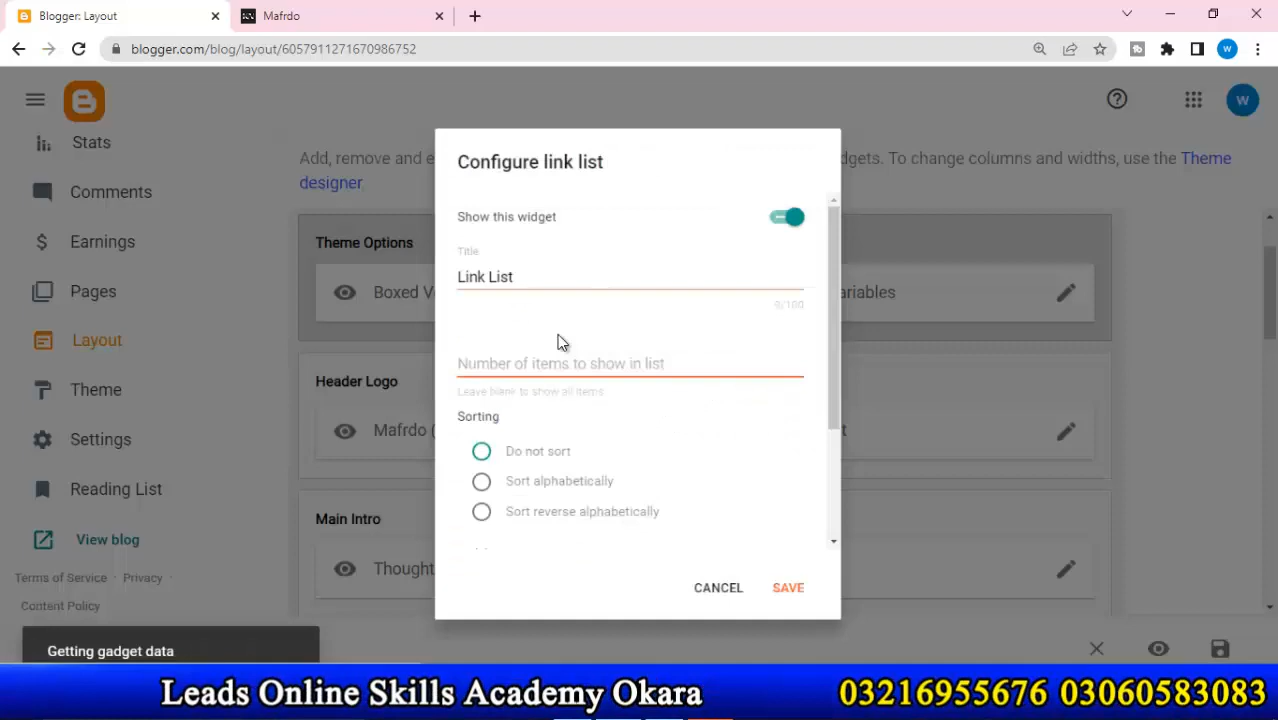 Blogger: Layout
Mafrdo
blogger.com/blog/layout/6057911271670986752
W
W
Stats
Comments
Earnings
Pages
Layout
Theme
Settings
Reading List
View blog
Terms of Service · Privacy ·
Content Policy
Add, remove and e
dgets. To change columns and widths, use the Theme
designer.
Theme Options
Boxed V
ariables
Header Logo
Mafrdo (
t
Main Intro
Thought
Configure link list
Show this widget
Title
Link List
9/100
Number of items to show in list
Leave blank to show all items
Sorting
Do not sort
Sort alphabetically
Sort reverse alphabetically
CANCEL
SAVE
Getting gadget data
Leads Online Skills Academy Okara
03216955676 03060583083